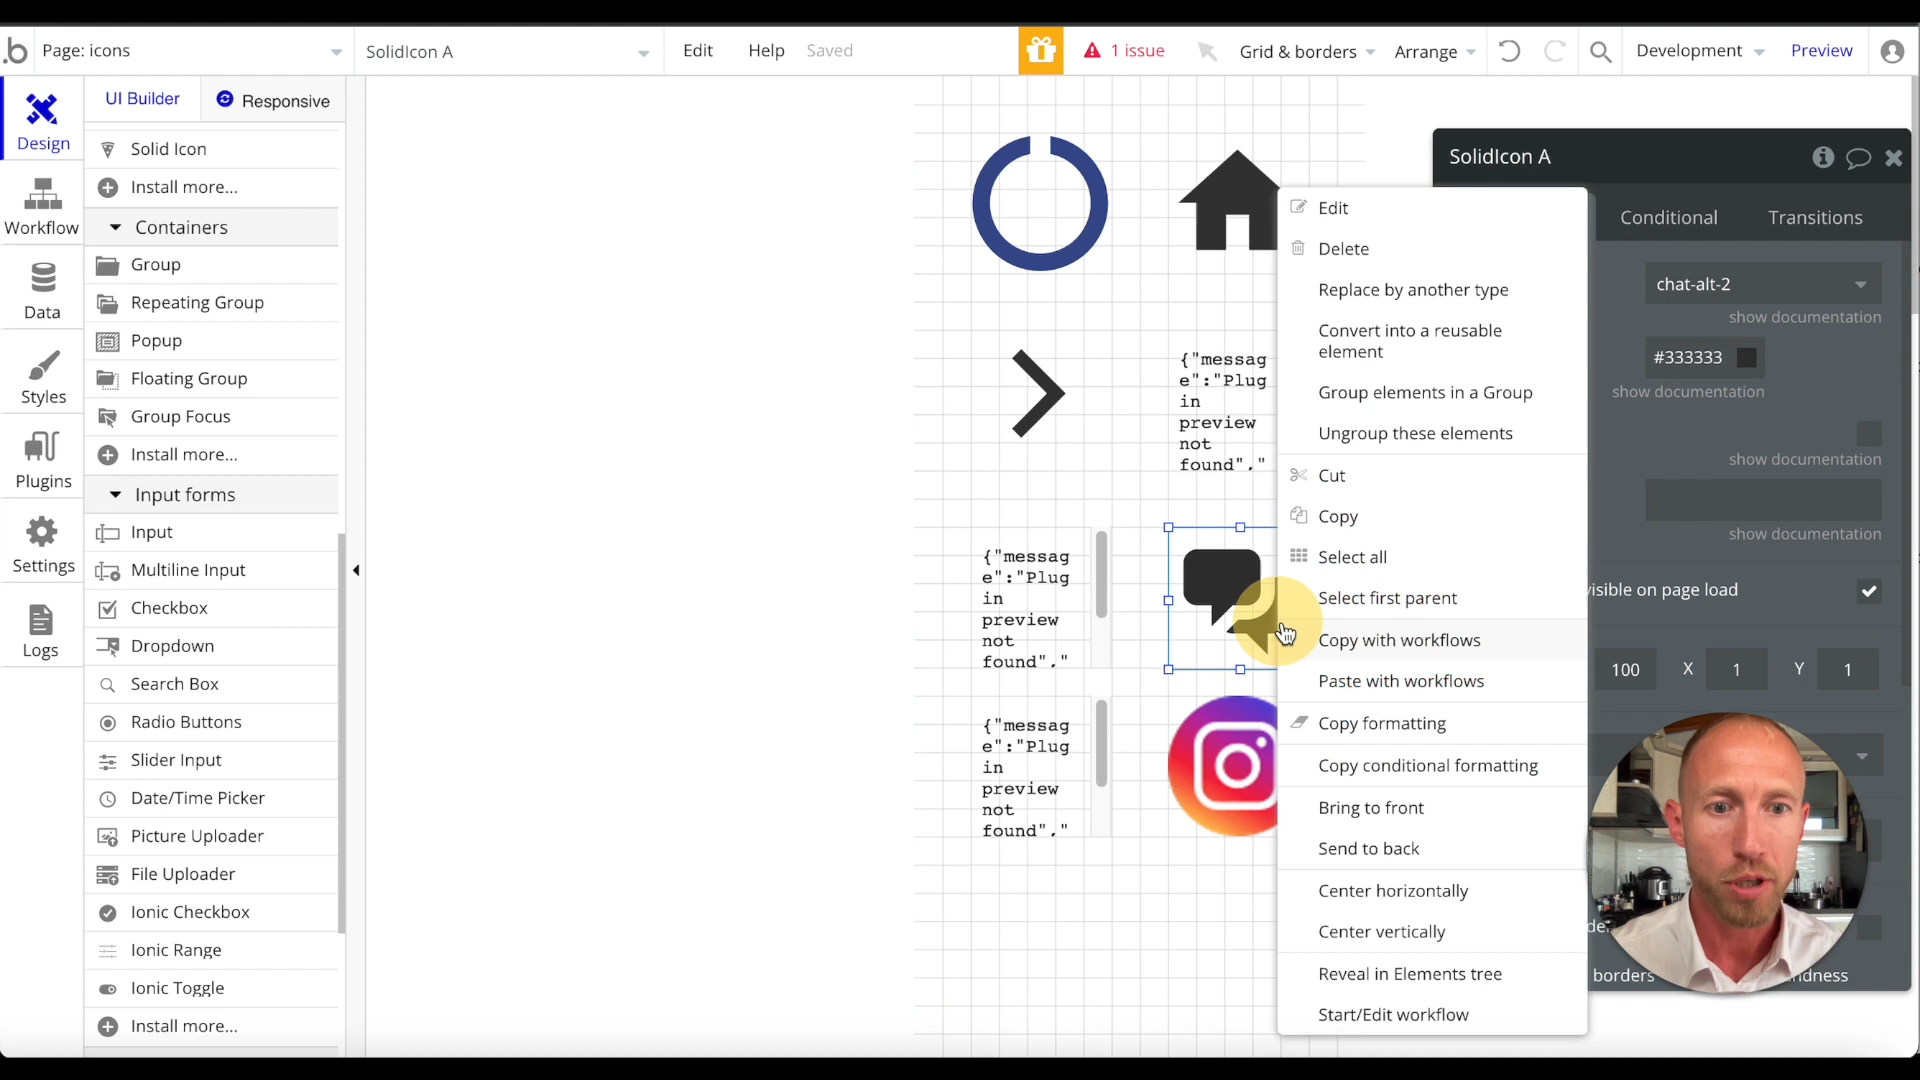 .b
Page: icons
SolidIcon A
Edit
Help
Saved
1 issue
Grid & borders
Arrange
Development
Preview
Design
Workflow
Data
Styles
Plugins
Settings
Logs
UI Builder
Responsive
Solid Icon
Install more...
Containers
Group
Repeating Group
Popup
Floating Group
Group Focus
Install more...
Input forms
Input
Multiline Input
Checkbox
Dropdown
Search Box
Radio Buttons
Slider Input
Date/Time Picker
Picture Uploader
File Uploader
Ionic Checkbox
Ionic Range
Ionic Toggle
Install more...
{"messag
e":"Plug
in
preview
not
found","
{"messag
e":"Plug
in
preview
not
found","
{"messag
e":"Plug
in
preview
not
found","
Edit
Delete
Replace by another type
Convert into a reusable
element
Group elements in a Group
Ungroup these elements
Cut
Copy
Select all
Select first parent
Copy with workflows
Paste with workflows
Copy formatting
Copy conditional formatting
Bring to front
Send to back
Center horizontally
Center vertically
Reveal in Elements tree
Start/Edit workflow
SolidIcon A
Conditional
Transitions
chat-alt-2
show documentation
#333333
show documentation
show documentation
show documentation
visible on page load
100
X
1
Y
1
borders